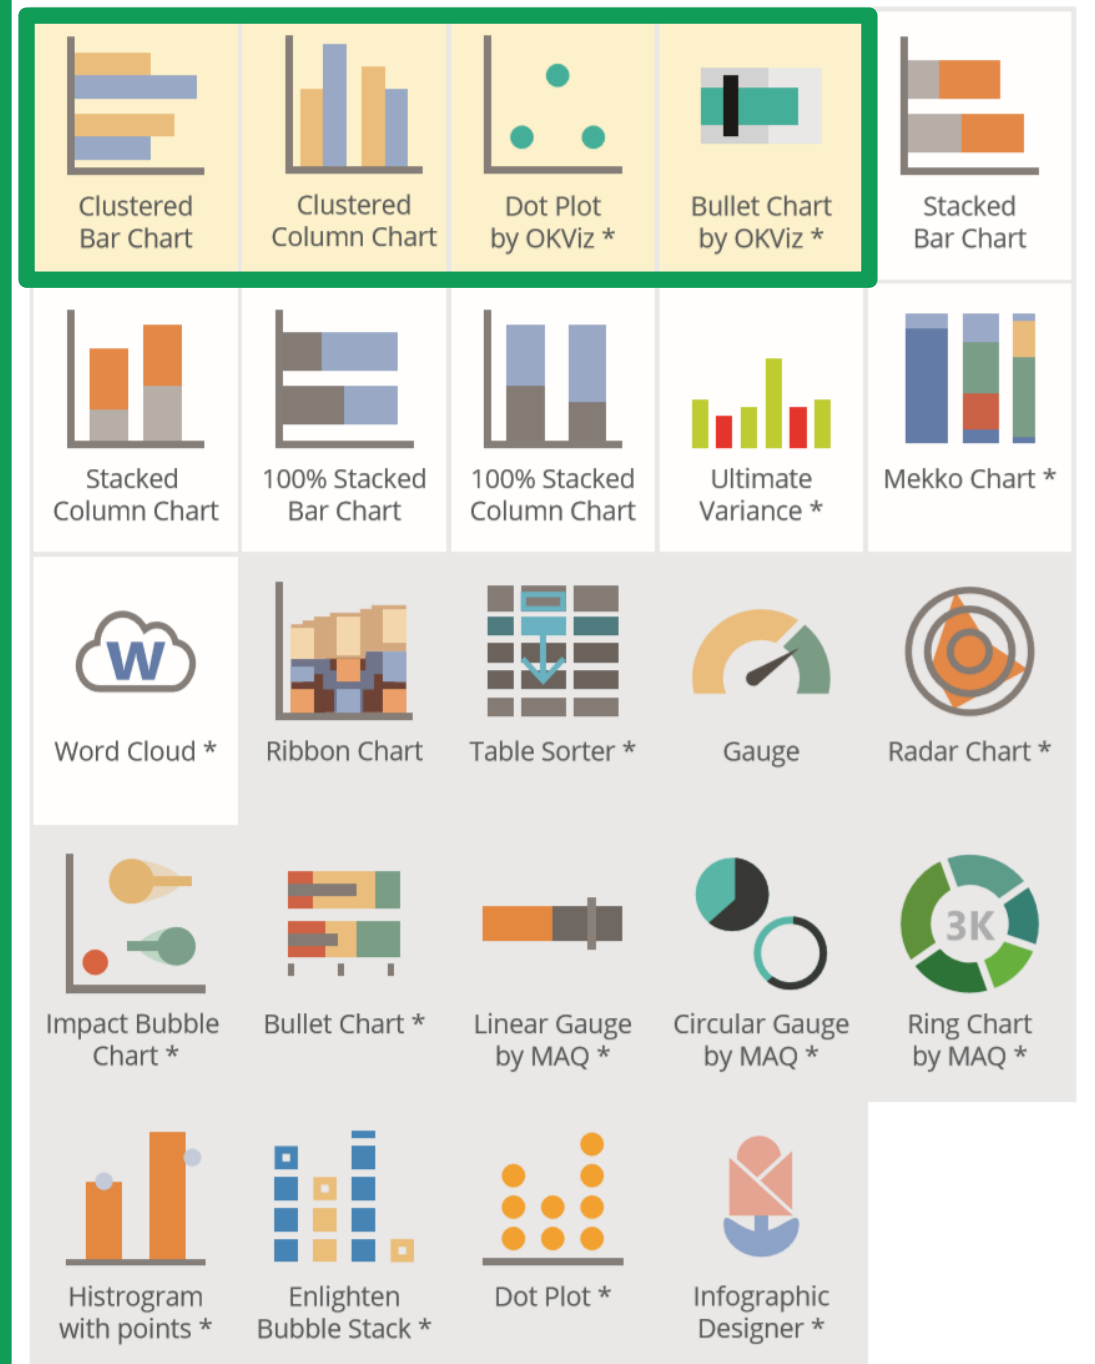 Clustered
Bar Chart
Clustered
Column Chart
Dot Plot
by OKViz *
Bullet Chart
by OKViz *
Stacked
Bar Chart
Stacked
Column Chart
100% Stacked
Bar Chart
100% Stacked
Column Chart
Ultimate
Variance *
Mekko Chart *
W
Word Cloud *
Ribbon Chart
Table Sorter *
Gauge
Radar Chart *
Impact Bubble
Chart *
Bullet Chart *
Linear Gauge
by MAQ *
Circular Gauge
by MAQ *
3K
Ring Chart
by MAQ *
Histrogram
with points *
Enlighten
Bubble Stack *
Dot Plot *
Infographic
Designer *